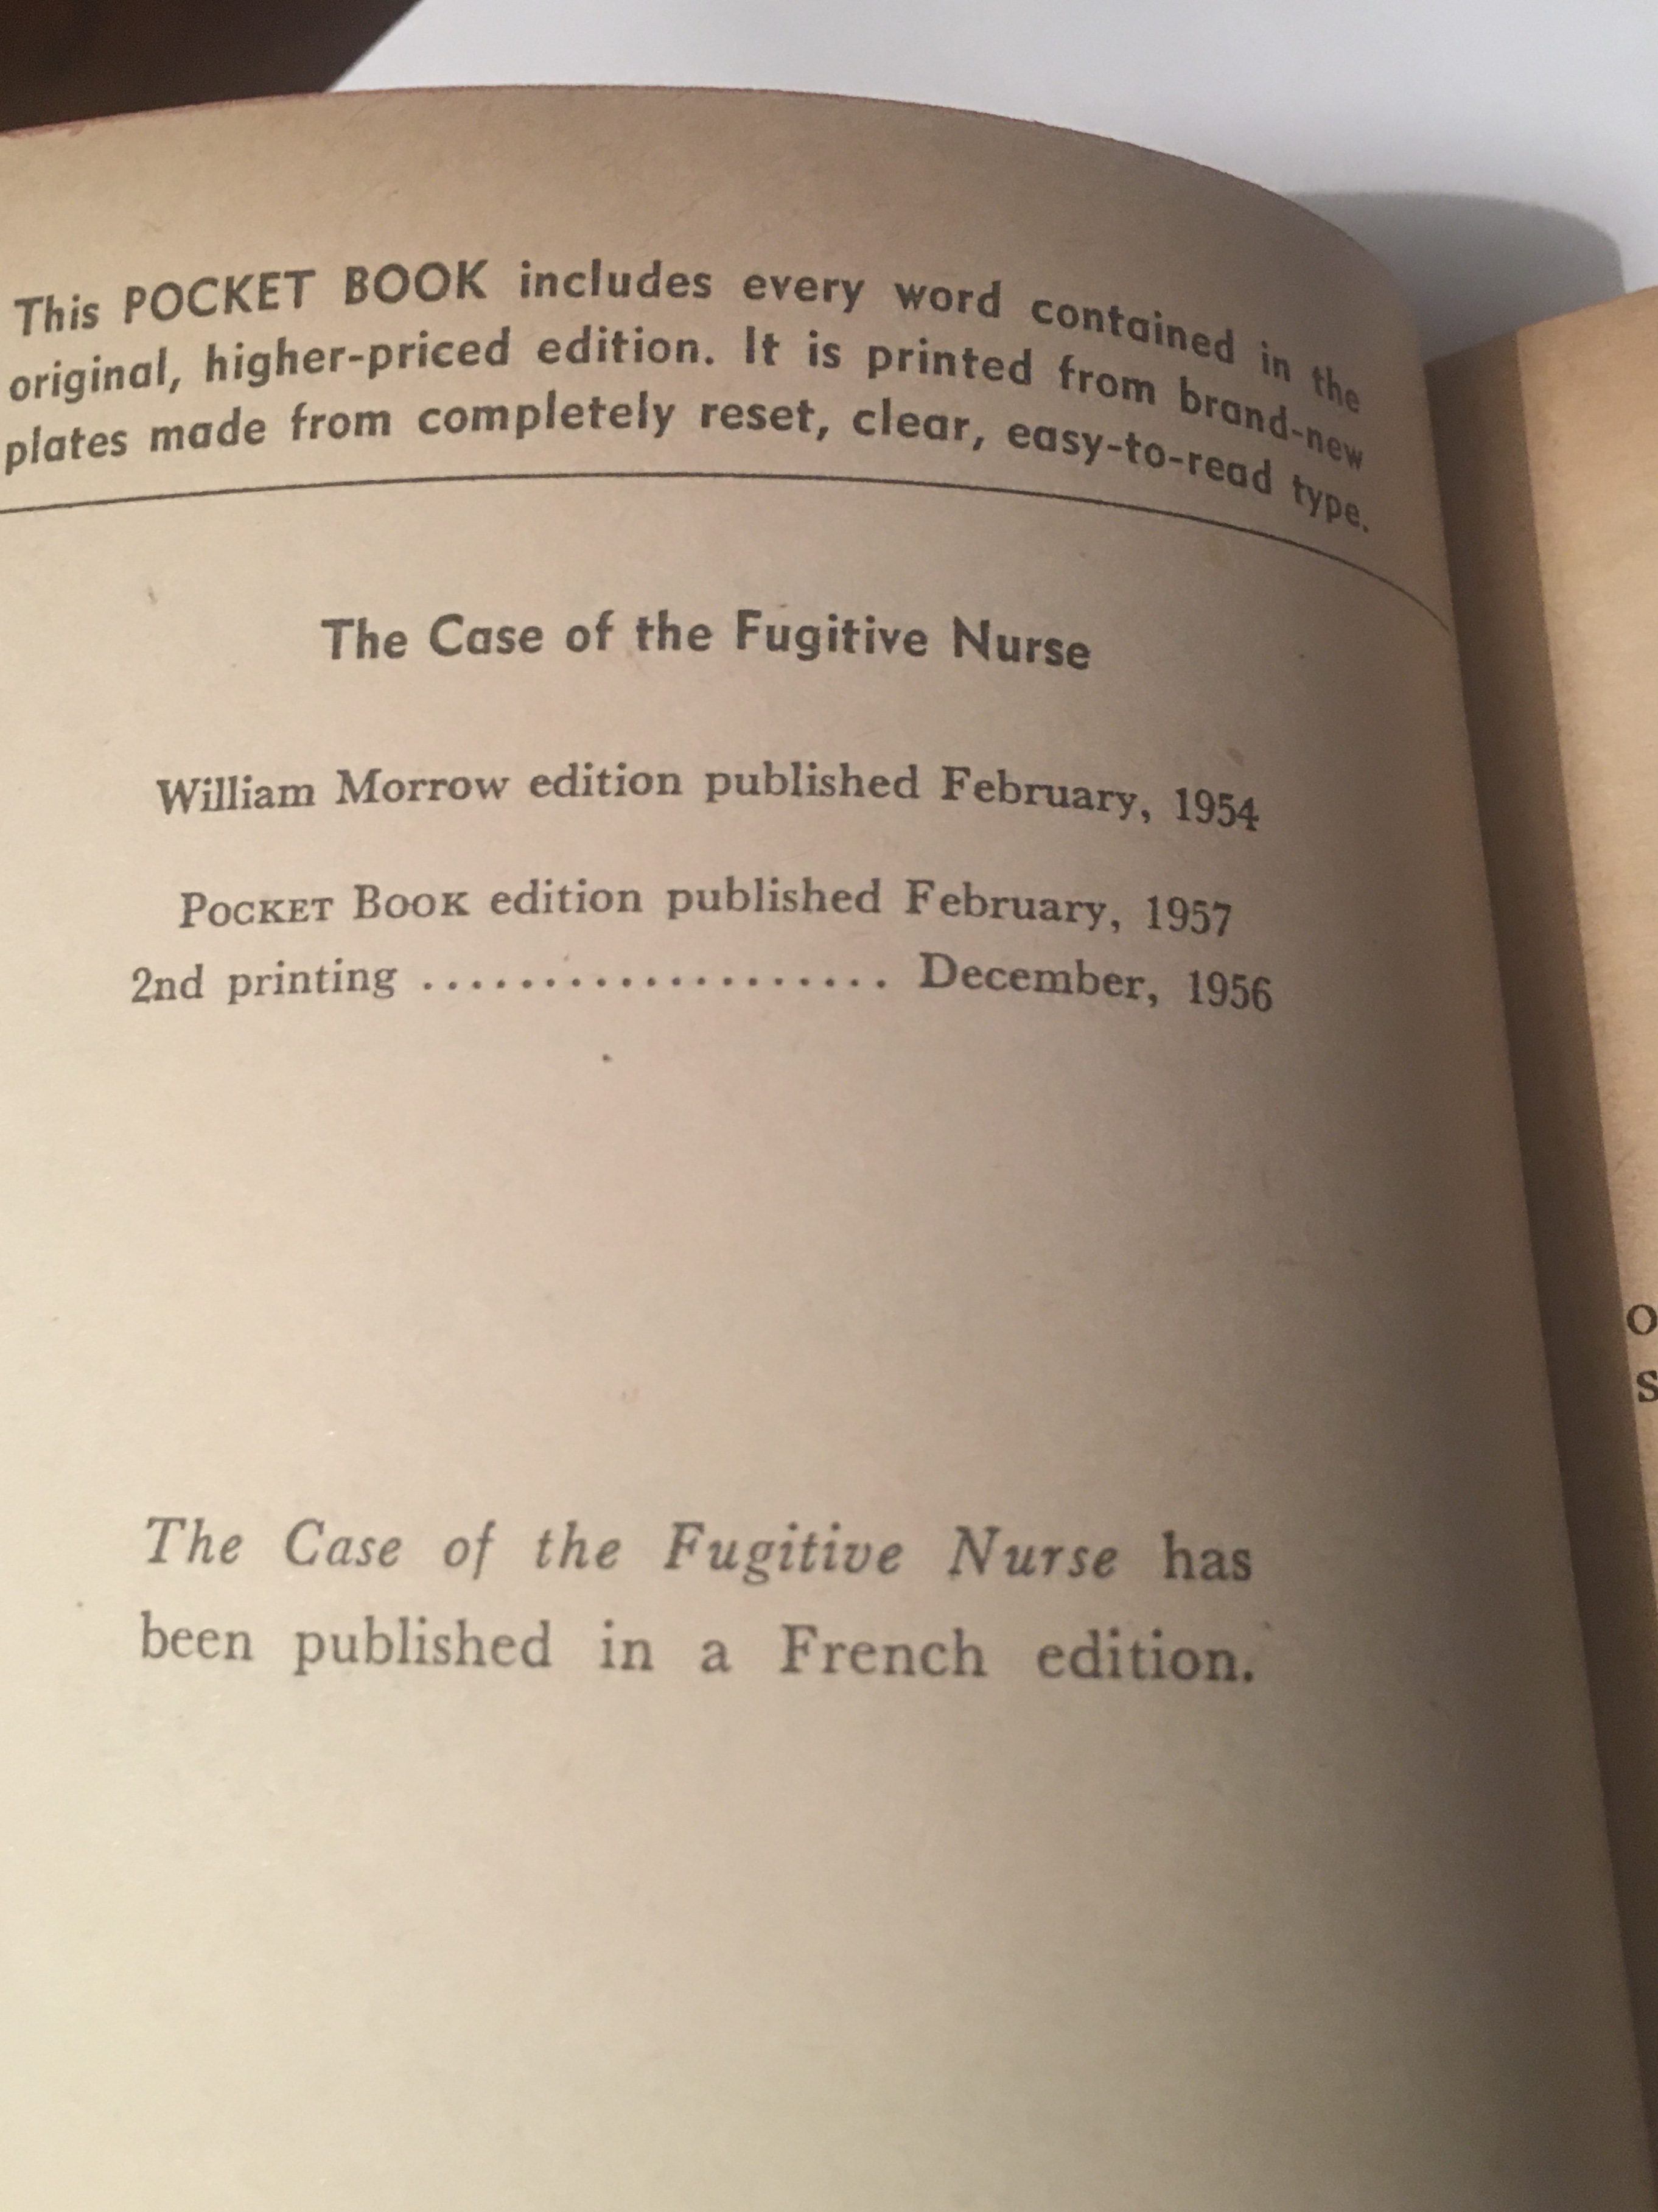 This POCKET BOOK includes every word contained in the
original, higher-priced edition. It is printed from brand-new
plates made from completely reset, clear, easy-to-read type.
The Case of the Fugitive Nurse
William Morrow edition published February, 1954
POCKET BOOK edition published February, 1957
2nd printing ................... December, 1956
The Case of the Fugitive Nurse has
been published in a French edition.